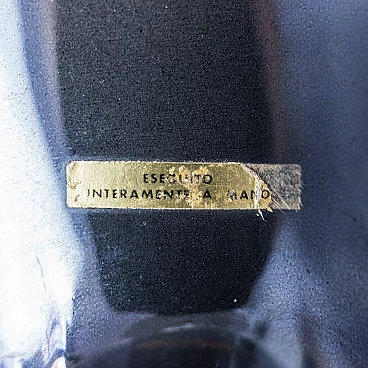 ESEGUITO
INTERAMENTE A MANO